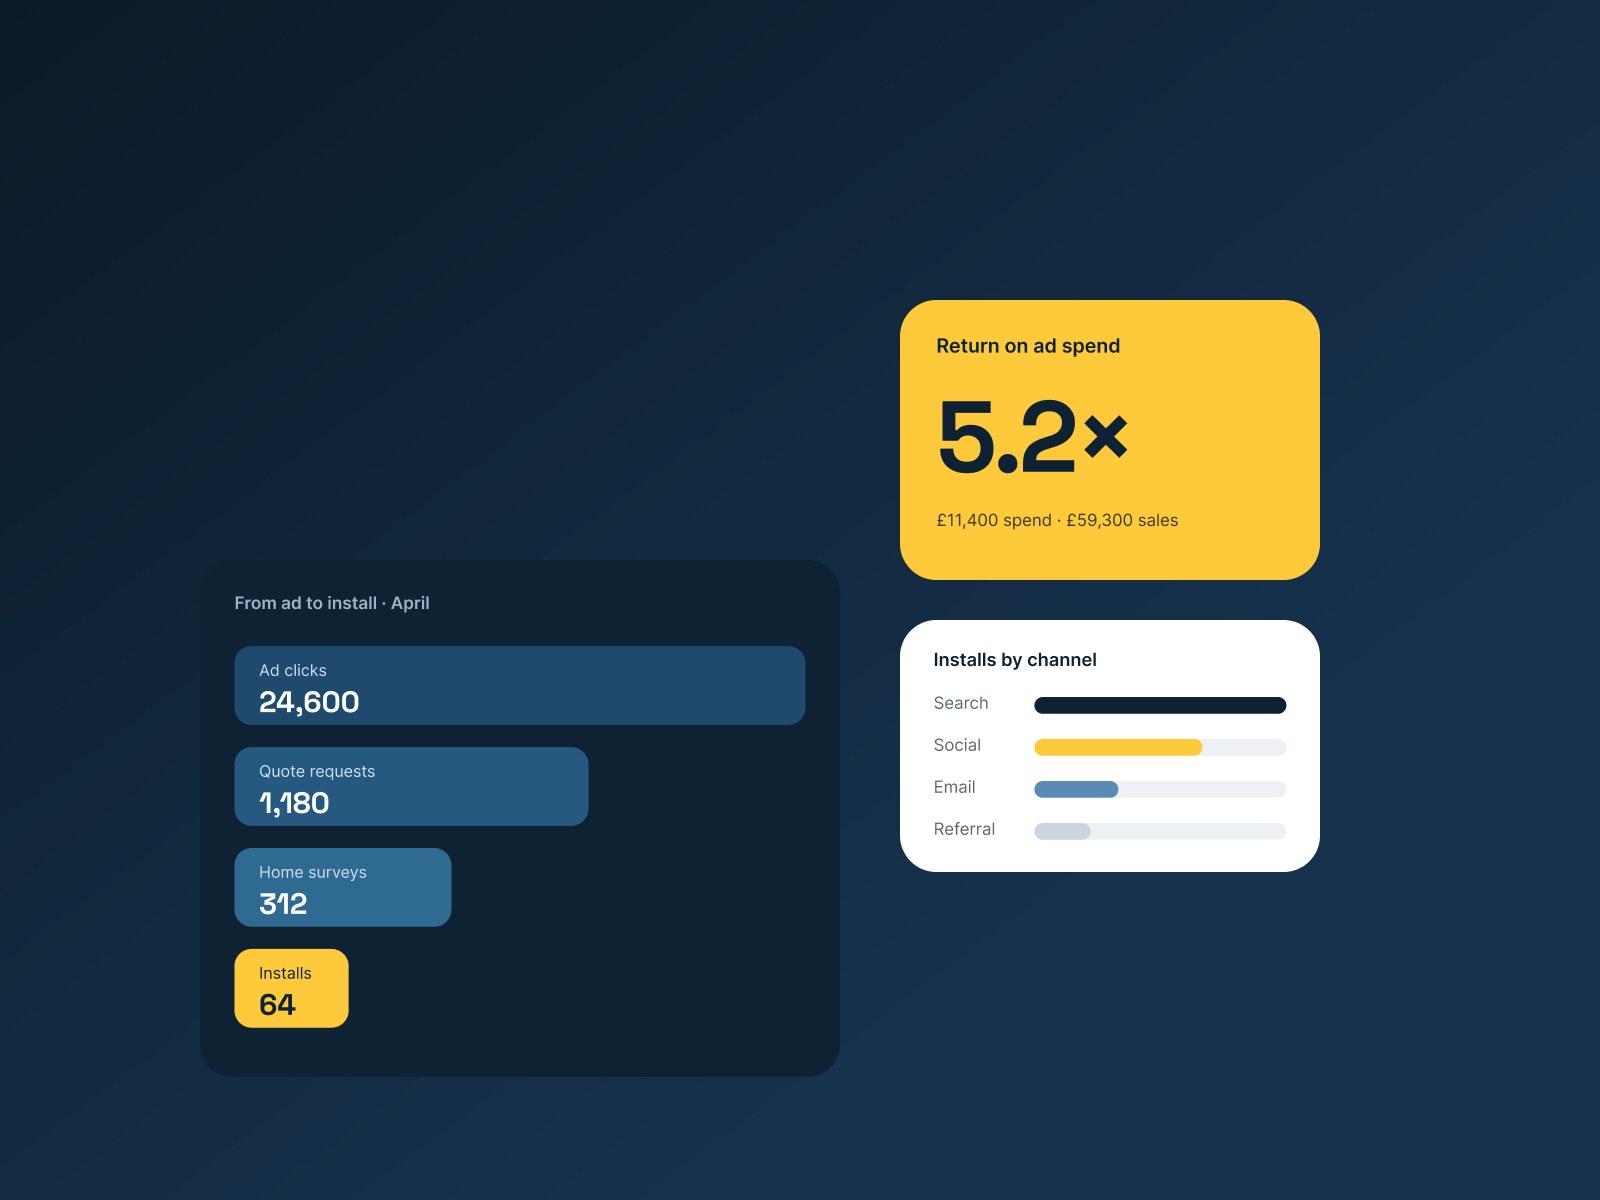 Return on ad spend
5.2×
£11,400 spend · £59,300 sales
From ad to install · April
Ad clicks
24,600
Quote requests
1,180
Home surveys
312
Installs
64
Installs by channel
Search
Social
Email
Referral